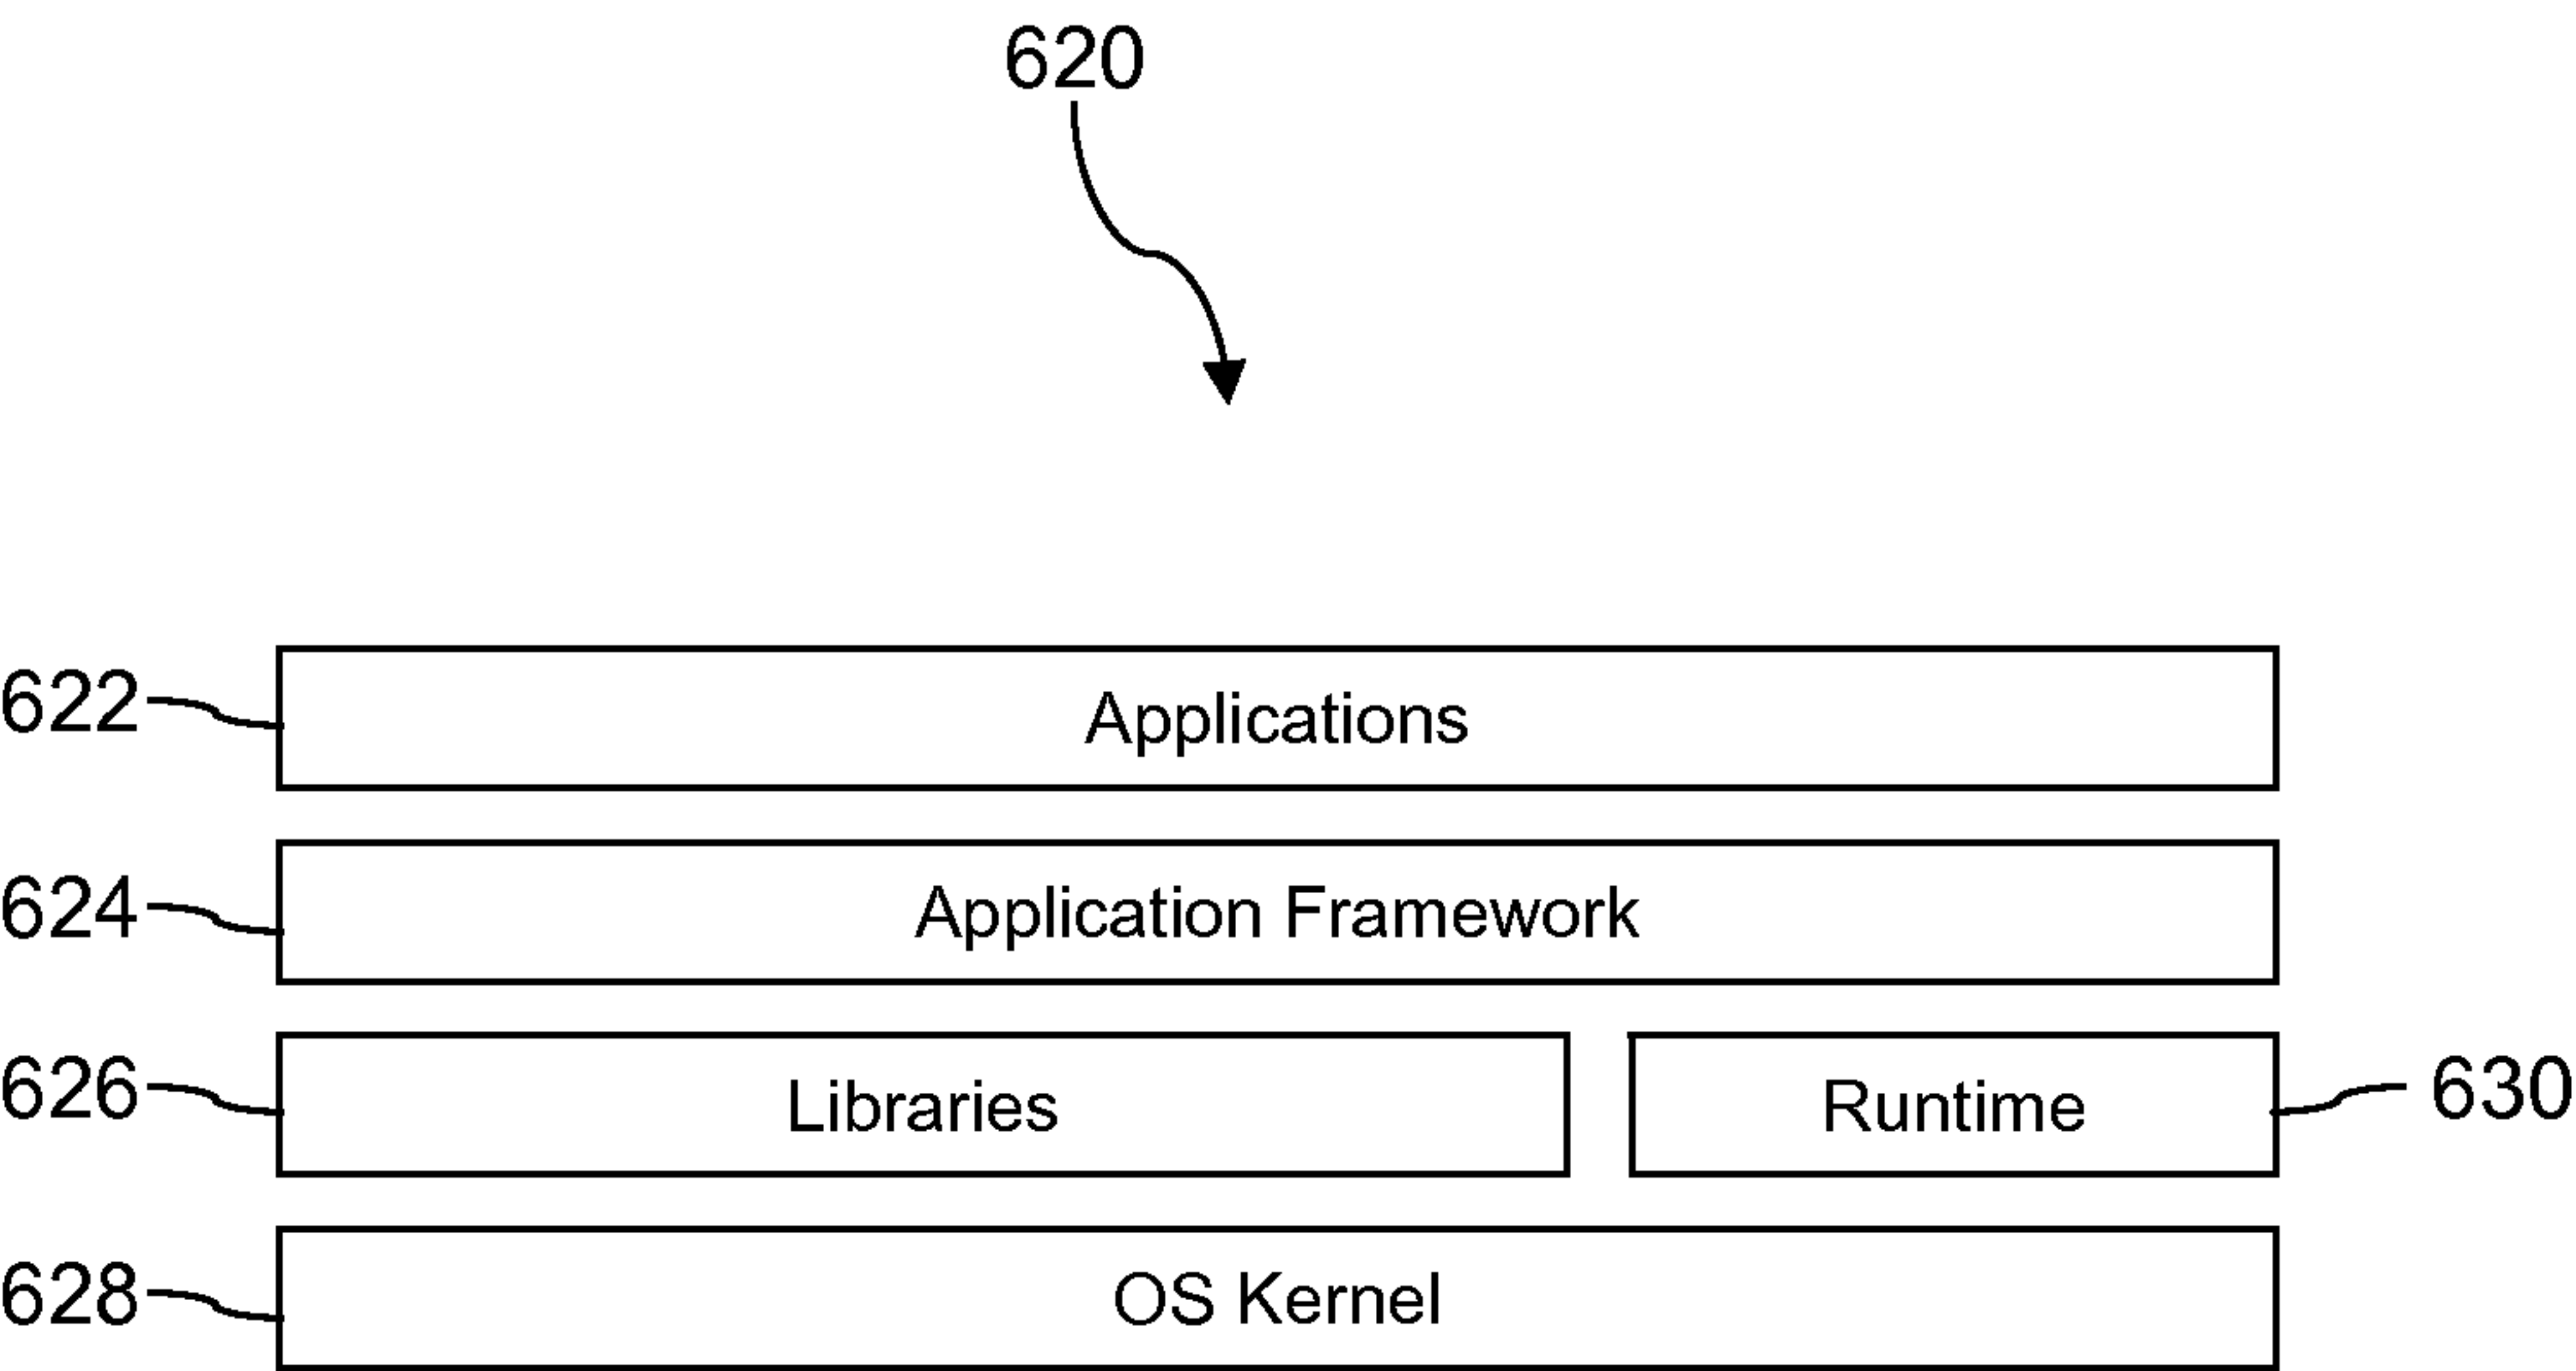 620
622 Applications
624 Application Framework
626 Libraries Runtime 630
628 OS Kernel